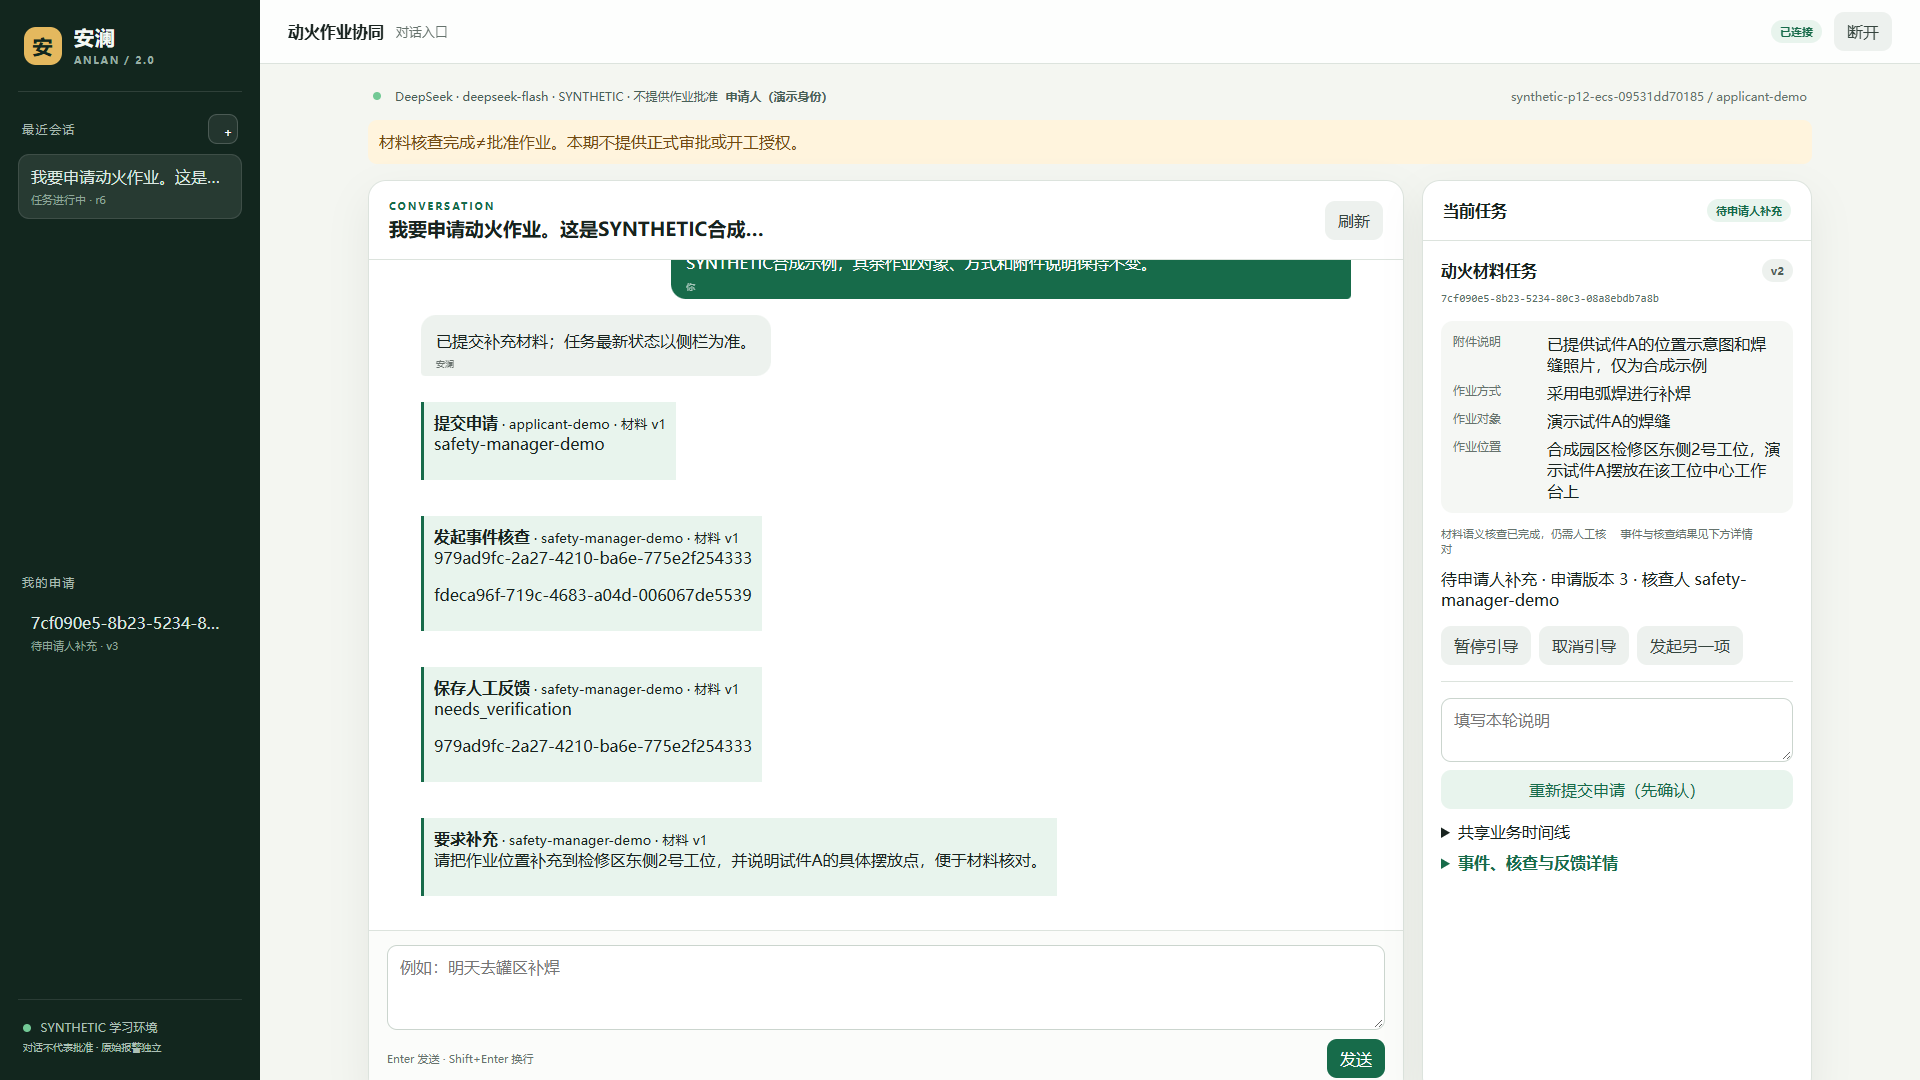 安
安澜
ANLAN / 2.0
最近会话
+
我要申请动火作业。这是...
任务进行中 · r6
我的申请
7cf090e5-8b23-5234-8...
待申请人补充 · v3
SYNTHETIC 学习环境
对话不代表批准 · 原始报警独立
动火作业协同 对话入口
已连接
断开
DeepSeek · deepseek-flash · SYNTHETIC · 不提供作业批准 申请人（演示身份）
synthetic-p12-ecs-09531dd70185 / applicant-demo
材料核查完成≠批准作业。本期不提供正式审批或开工授权。
CONVERSATION
我要申请动火作业。这是SYNTHETIC合成...
刷新
SYNTHETIC合成示例，其余作业对象、方式和附件说明保持不变。
你
已提交补充材料；任务最新状态以侧栏为准。
安澜
提交申请 · applicant-demo · 材料 v1
safety-manager-demo
发起事件核查 · safety-manager-demo · 材料 v1
979ad9fc-2a27-4210-ba6e-775e2f254333
fdeca96f-719c-4683-a04d-006067de5539
保存人工反馈 · safety-manager-demo · 材料 v1
needs_verification
979ad9fc-2a27-4210-ba6e-775e2f254333
要求补充 · safety-manager-demo · 材料 v1
请把作业位置补充到检修区东侧2号工位，并说明试件A的具体摆放点，便于材料核对。
例如：明天去罐区补焊
Enter 发送 · Shift+Enter 换行
发送
当前任务
待申请人补充
动火材料任务
v2
7cf090e5-8b23-5234-80c3-08a8ebdb7a8b
附件说明 已提供试件A的位置示意图和焊
缝照片，仅为合成示例
作业方式 采用电弧焊进行补焊
作业对象 演示试件A的焊缝
作业位置 合成园区检修区东侧2号工位，演
示试件A摆放在该工位中心工作
台上
材料语义核查已完成，仍需人工核
对
事件与核查结果见下方详情
待申请人补充 · 申请版本 3 · 核查人 safety-
manager-demo
暂停引导
取消引导
发起另一项
填写本轮说明
重新提交申请（先确认）
共享业务时间线
事件、核查与反馈详情